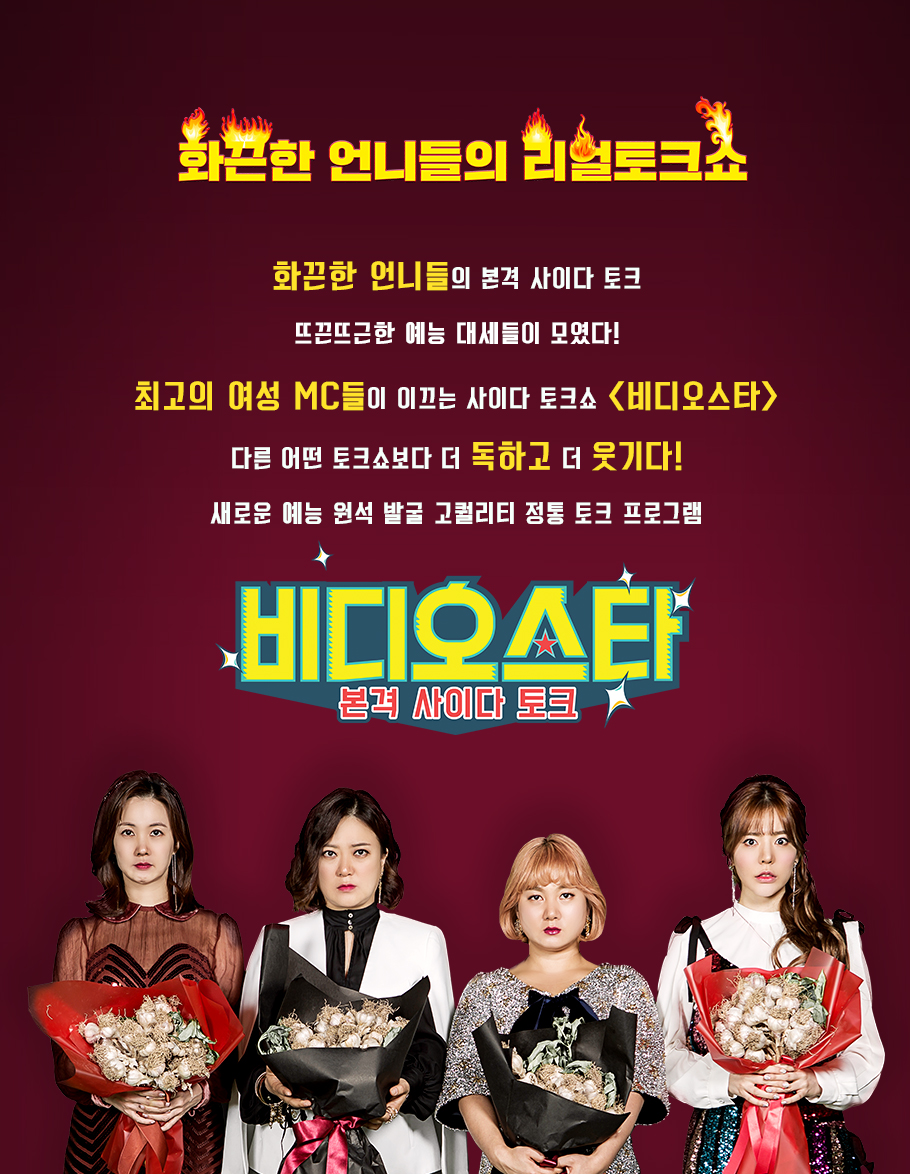 화끈한 언니들의 리얼토크쇼
화끈한 언니들의 본격 사이다 토크
뜨끈뜨근한 예능 대세들이 모였다!
최고의 여성 MC들이 이끄는 사이다 토크쇼 <비디오스타>
다른 어떤 토크쇼보다 더 독하고 더 웃기다!
새로운 예능 원석 발굴 고퀄리티 정통 토크 프로그램
비디오스타
본격 사이다 토크